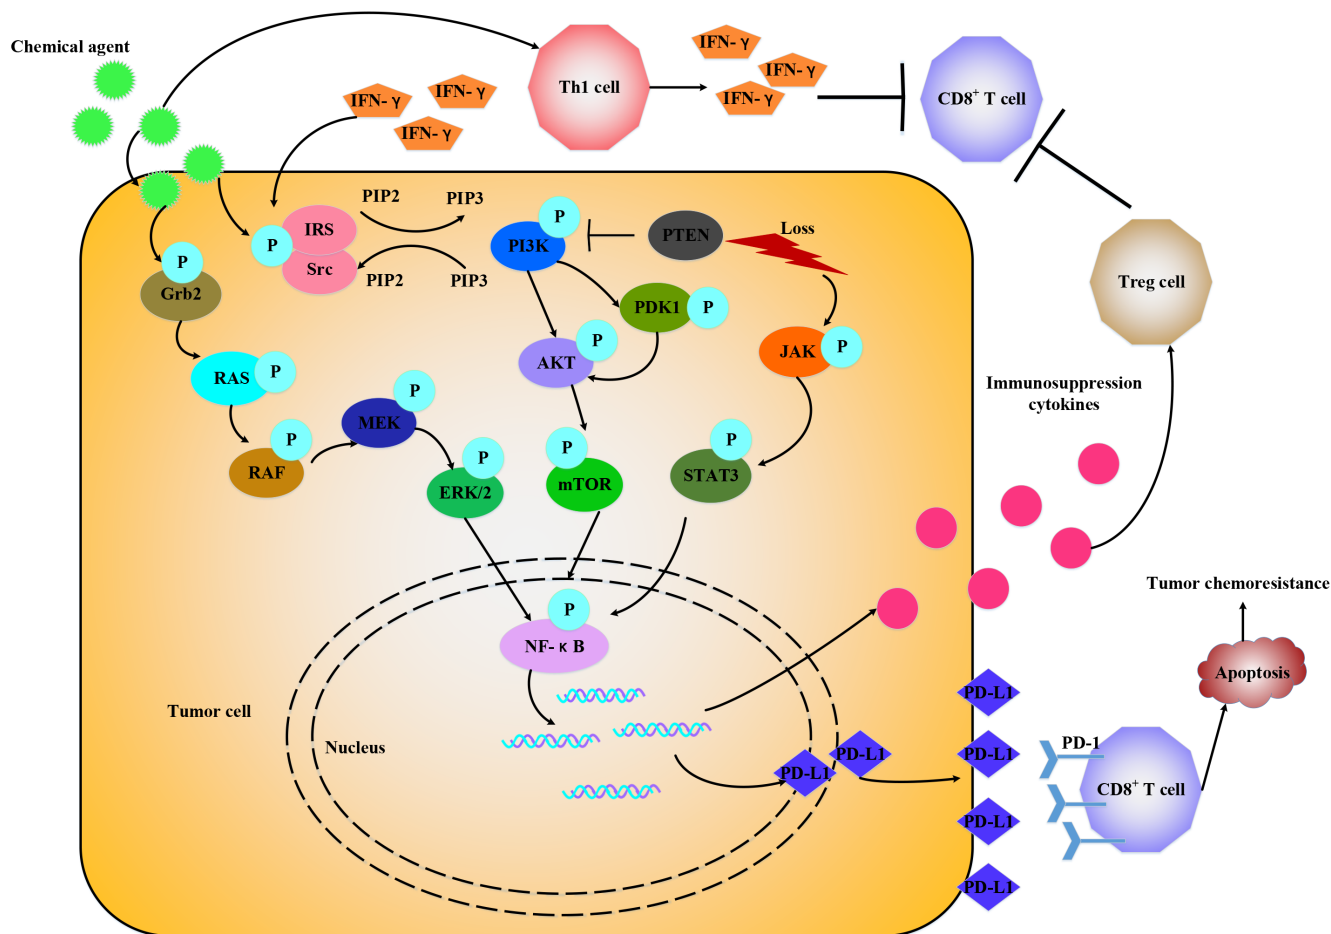 Chemical agent
IFN- γ
IFN- γ
IFN- γ
Th1 cell
IFN- γ
IFN- γ
IFN- γ
CD8+ T cell
PIP2
PIP3
P
IRS
Src
PIP2
PIP3
P
Grb2
P
PI3K
PTEN
Loss
Treg cell
PDK1
P
P
AKT
JAK
P
RAS
P
P
MEK
Immunosuppression
cytokines
P
RAF
P
ERK/2
P
mTOR
P
STAT3
P
NF- κ B
Tumor chemoresistance
Apoptosis
Tumor cell
Nucleus
PD-L1
PD-L1
PD-L1
PD-L1
PD-L1
PD-L1
PD-1
CD8+ T cell